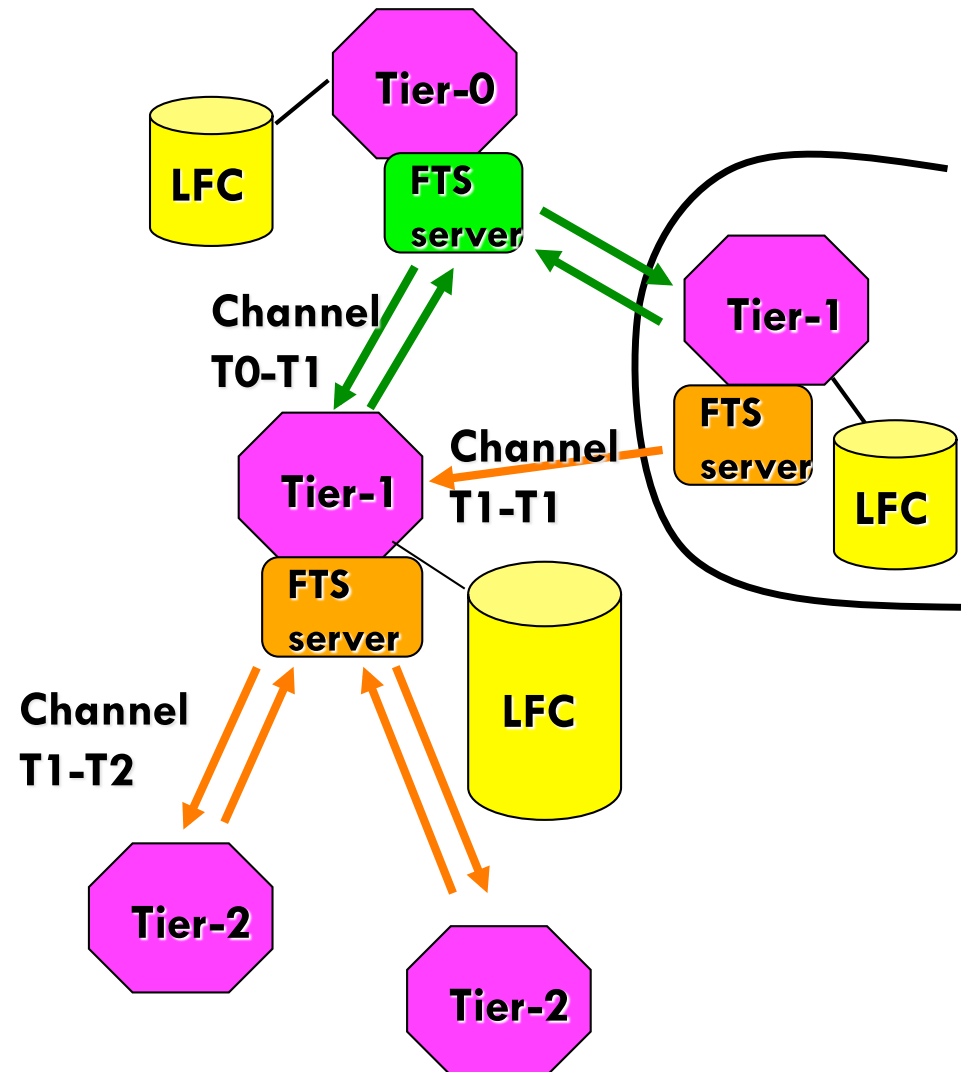 Tier-0
LFC
FTS
server
Channel
T0-T1
Tier-1
FTS
server
LFC
Channel
T1-T1
Tier-1
FTS
server
LFC
Channel
T1-T2
Tier-2
Tier-2